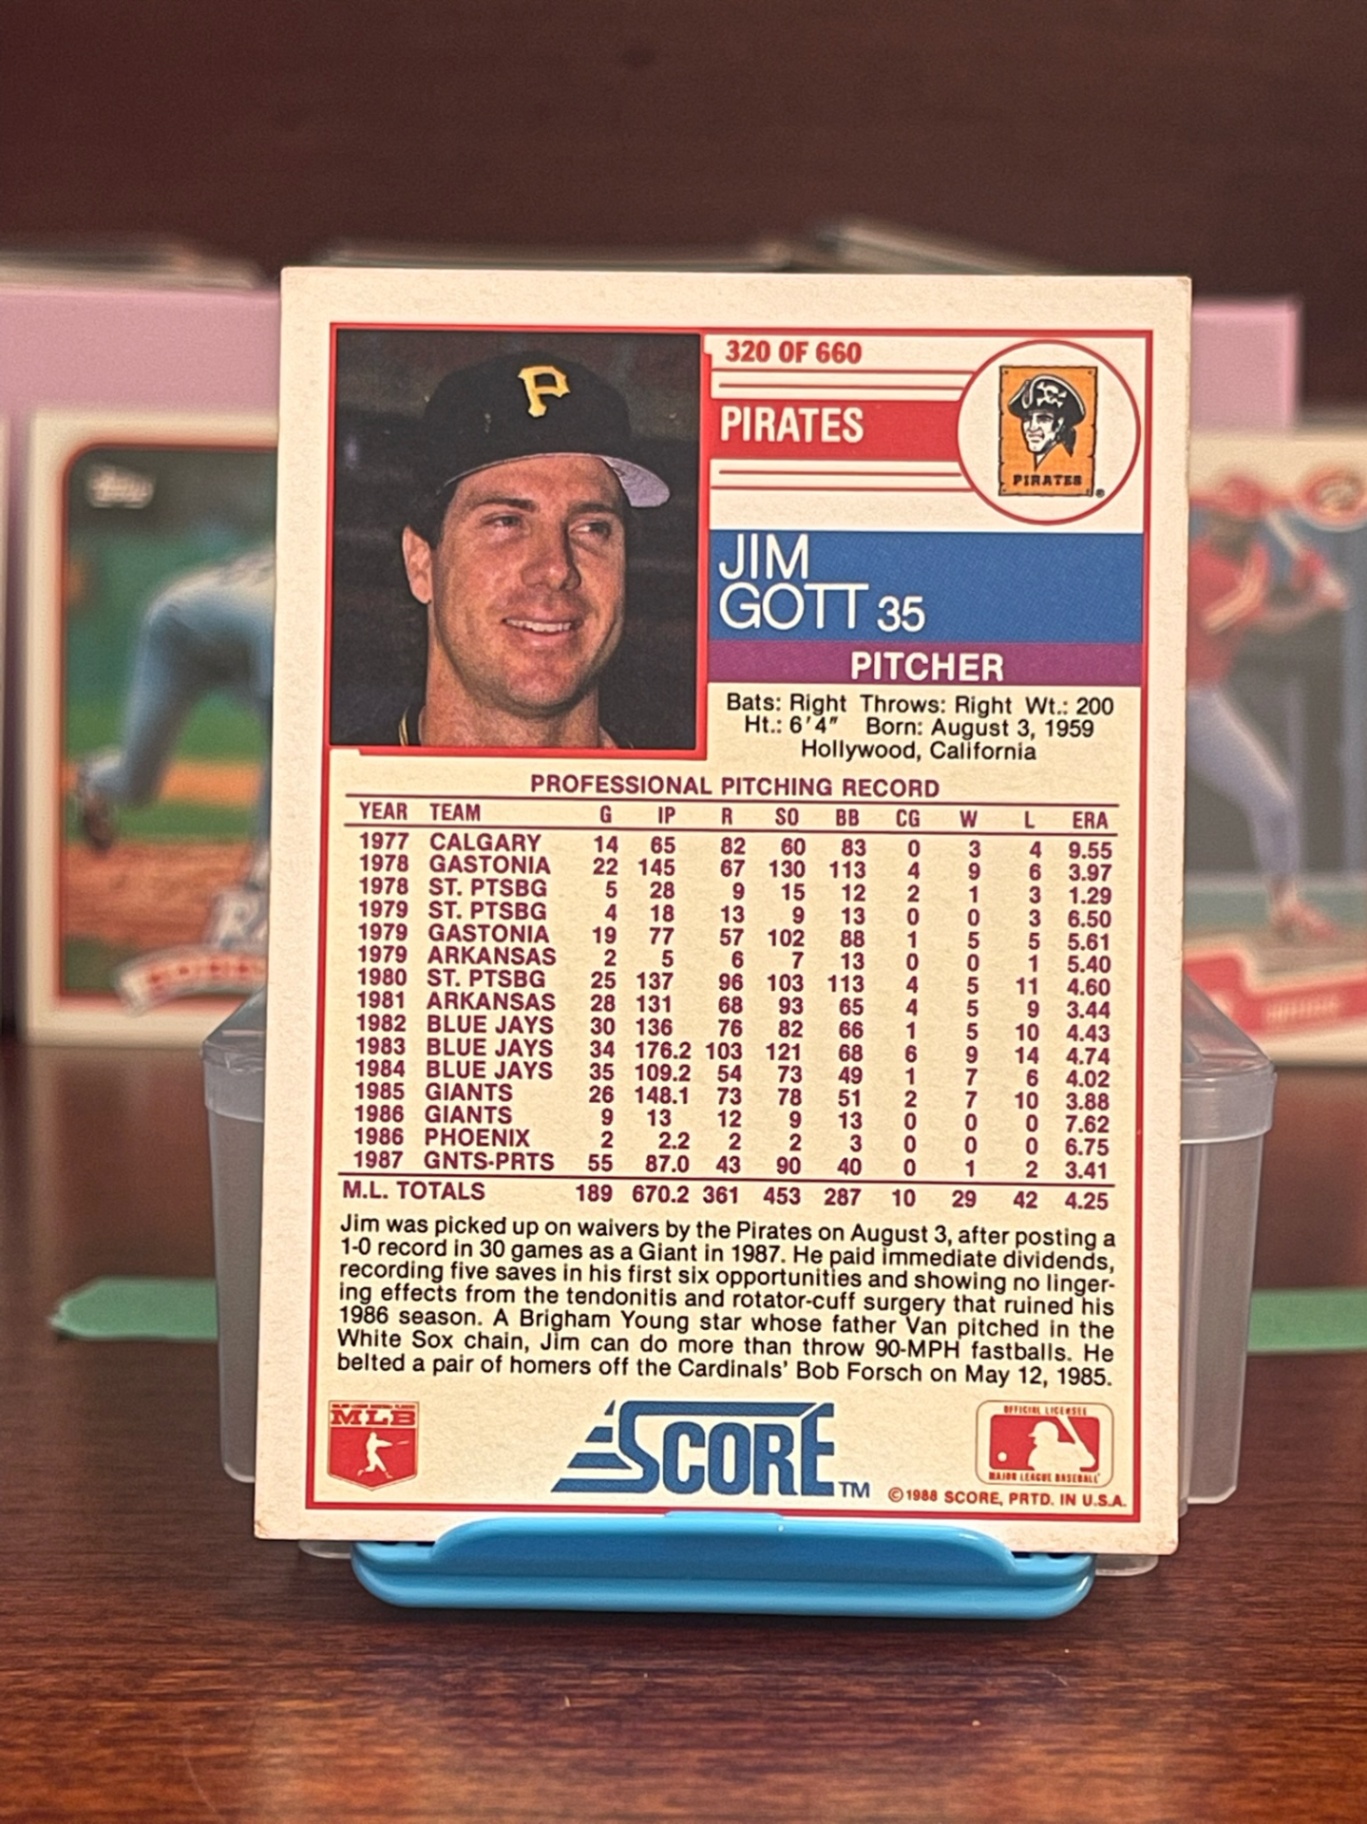 320 OF 660
PIRATES
PIRATES ®
P
JIM
GOTT 35
PITCHER
Bats: Right Throws: Right Wt.: 200
Ht.: 6'4" Born: August 3, 1959
Hollywood, California
PROFESSIONAL PITCHING RECORD
YEAR TEAM G IP R SO BB CG W L ERA
1977 CALGARY 14 65 82 60 83 0 3 4 9.55
1978 GASTONIA 22 145 67 130 113 4 9 6 3.97
1978 ST. PTSBG 5 28 9 15 12 2 1 3 1.29
1979 ST. PTSBG 4 18 13 9 13 0 0 3 6.50
1979 GASTONIA 19 77 57 102 88 1 5 5 5.61
1979 ARKANSAS 2 5 6 7 13 0 0 1 5.40
1980 ST. PTSBG 25 137 96 103 113 4 5 11 4.60
1981 ARKANSAS 28 131 68 93 65 4 5 9 3.44
1982 BLUE JAYS 30 136 76 82 66 1 5 10 4.43
1983 BLUE JAYS 34 176.2 103 121 68 6 9 14 4.74
1984 BLUE JAYS 35 109.2 54 73 49 1 7 6 4.02
1985 GIANTS 26 148.1 73 78 51 2 7 10 3.88
1986 GIANTS 9 13 12 9 13 0 0 0 7.62
1986 PHOENIX 2 2.2 2 2 3 0 0 0 6.75
1987 GNTS-PRTS 55 87.0 43 90 40 0 1 2 3.41
M.L. TOTALS 189 670.2 361 453 287 10 29 42 4.25
Jim was picked up on waivers by the Pirates on August 3, after posting a
1-0 record in 30 games as a Giant in 1987. He paid immediate dividends,
recording five saves in his first six opportunities and showing no linger-
ing effects from the tendonitis and rotator-cuff surgery that ruined his
1986 season. A Brigham Young star whose father Van pitched in the
White Sox chain, Jim can do more than throw 90-MPH fastballs. He
belted a pair of homers off the Cardinals' Bob Forsch on May 12, 1985.
MLB
SCORE TM
OFFICIAL LICENSEE
MAJOR LEAGUE BASEBALL
©1988 SCORE, PRTD. IN U.S.A.
Topps